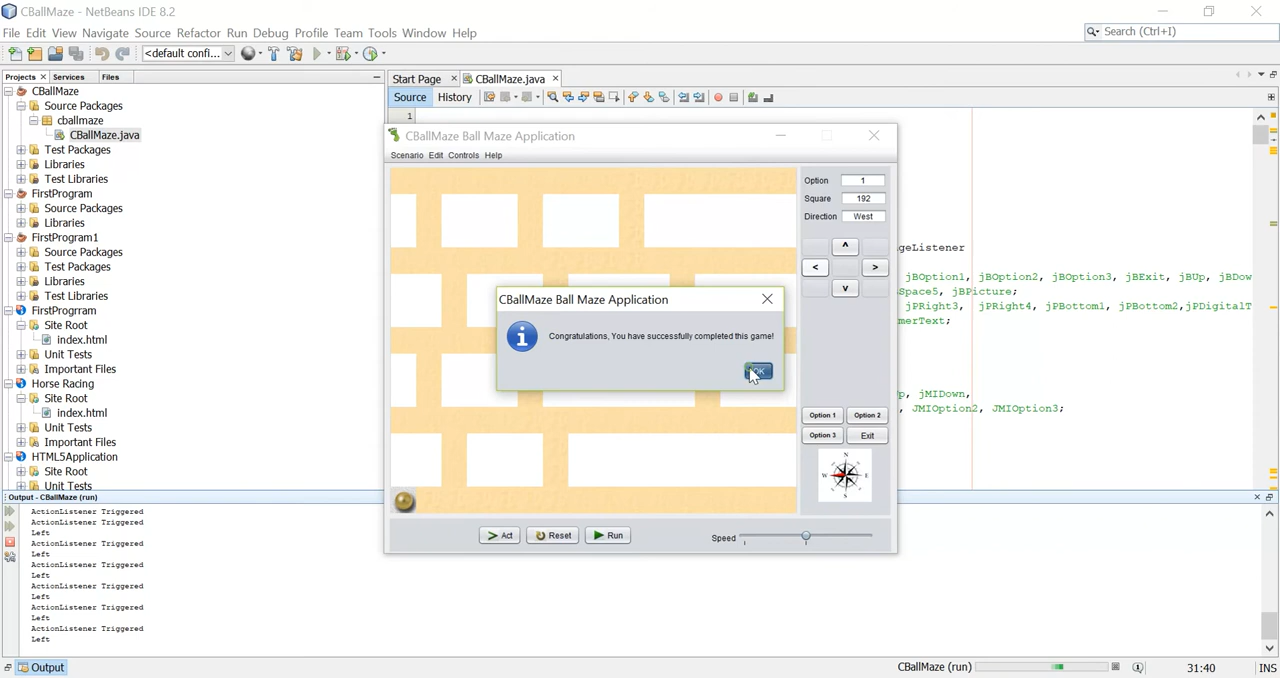 CBallMaze - NetBeans IDE 8.2
File Edit View Navigate Source Refactor Run Debug Profile Team Tools Window Help
Search (Ctrl+I)
<default confi...
Projects Services Files
Start Page CBallMaze.java
Source History
CBallMaze
Source Packages
cballmaze
CBallMaze.java
Test Packages
Libraries
Test Libraries
FirstProgram
Source Packages
Libraries
FirstProgram1
Source Packages
Test Packages
Libraries
Test Libraries
FirstProgrram
Site Root
index.html
Unit Tests
Important Files
Horse Racing
Site Root
index.html
Unit Tests
Important Files
HTML5Application
Site Root
Unit Tests
1
CBallMaze Ball Maze Application
Scenario Edit Controls Help
Option 1
Square 192
Direction West
^
< >
v
Option 1 Option 2
Option 3 Exit
N
W E
S
Act Reset Run Speed
CBallMaze Ball Maze Application
Congratulations, You have successfully completed this game!
OK
geListener
jBOption1, jBOption2, jBOption3, jBExit, jBUp, jBDow
Space5, jBPicture;
jPRight3, jPRight4, jPBottom1, jPBottom2,jPDigitalT
merText;
p, jMIDown,
, JMIOption2, JMIOption3;
Output - CBallMaze (run)
ActionListener Triggered
ActionListener Triggered
Left
ActionListener Triggered
Left
ActionListener Triggered
Left
ActionListener Triggered
Left
ActionListener Triggered
Left
ActionListener Triggered
Left
Output
CBallMaze (run)
31:40
INS